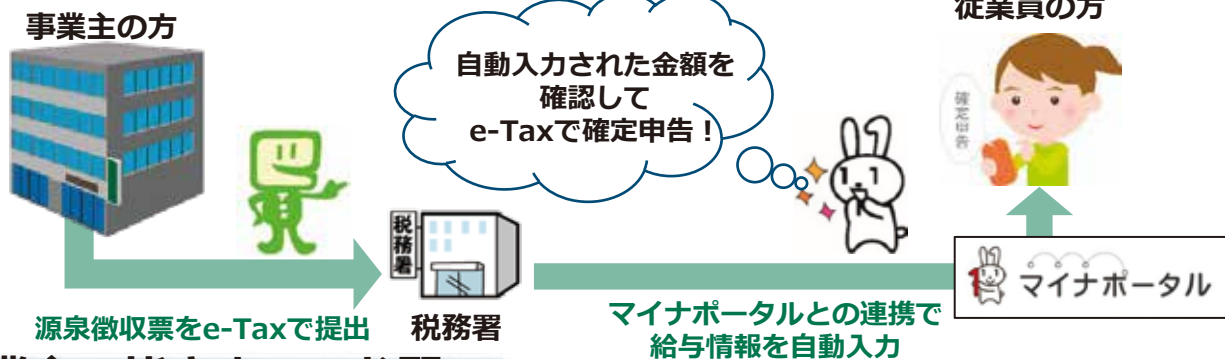 事業主の方
従業員の方
自動入力された金額を
確認して
e-Taxで確定申告！
確定申告
税務署
マイナポータル
源泉徴収票をe-Taxで提出
税務署
マイナポータルとの連携で
給与情報を自動入力